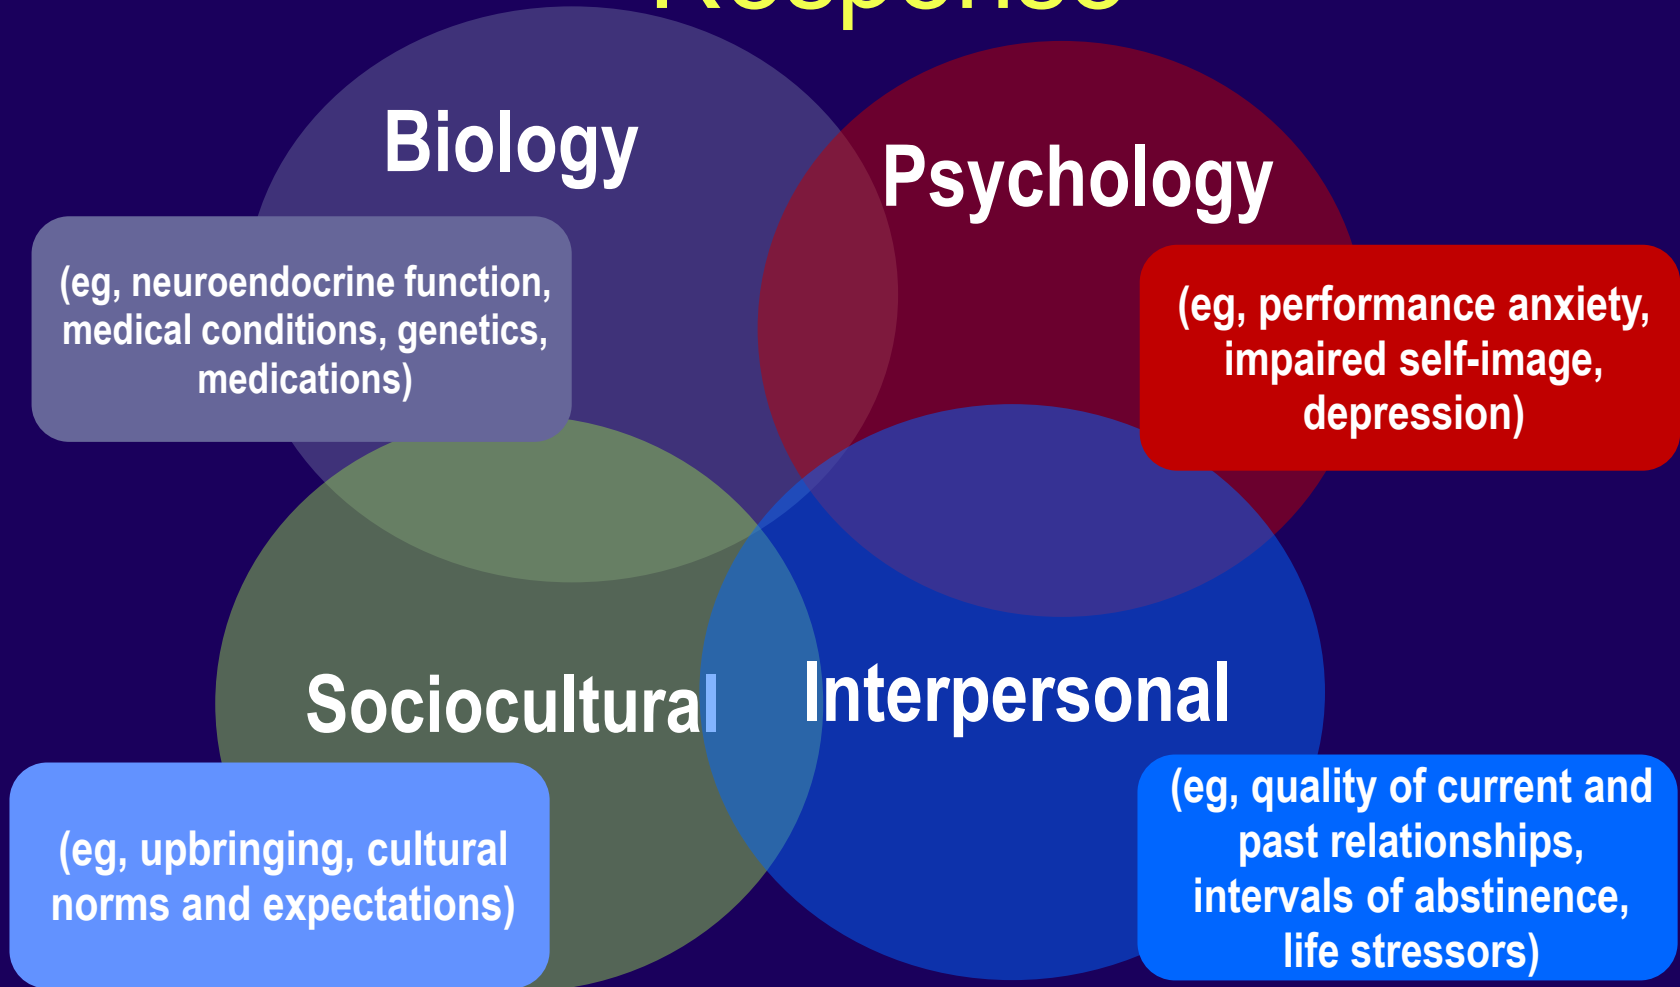 Response
Biology
Psychology
(eg, neuroendocrine function,
medical conditions, genetics,
medications)
(eg, performance anxiety,
impaired self-image,
depression)
Sociocultural
Interpersonal
(eg, upbringing, cultural
norms and expectations)
(eg, quality of current and
past relationships,
intervals of abstinence,
life stressors)